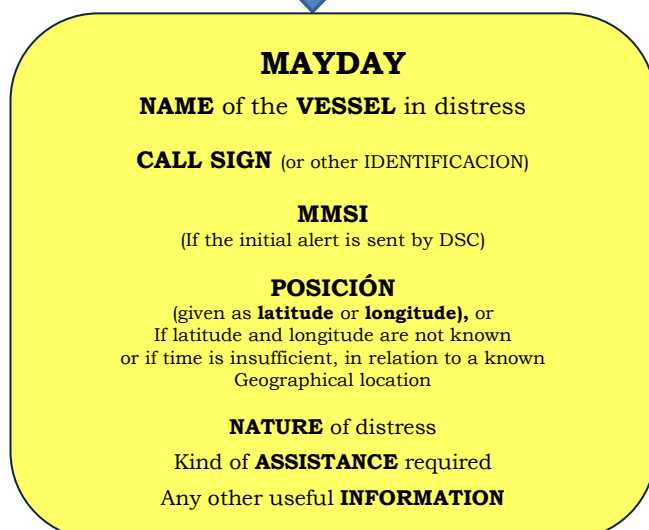 MAYDAY
NAME of the VESSEL in distress
CALL SIGN (or other IDENTIFICACION)
MMSI
(If the initial alert is sent by DSC)
POSICIÓN
(given as latitude or longitude), or
If latitude and longitude are not known
or if time is insufficient, in relation to a known
Geographical location
NATURE of distress
Kind of ASSISTANCE required
Any other useful INFORMATION